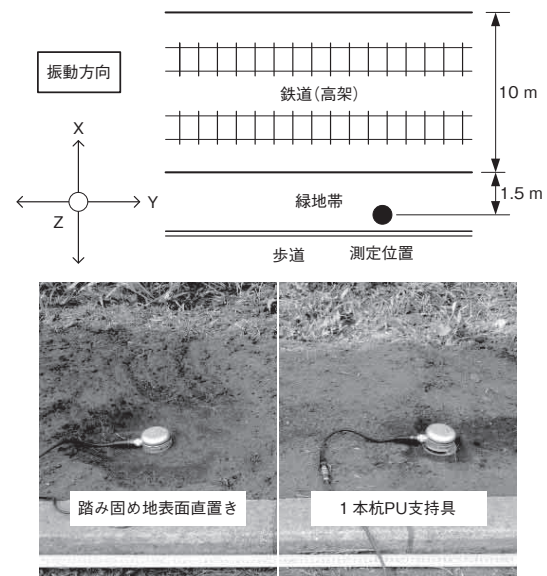 振動方向
鉄道(高架)
10 m
X
Y
Z
緑地帯
1.5 m
歩道
測定位置
踏み固め地表面直置き
1本杭PU支持具